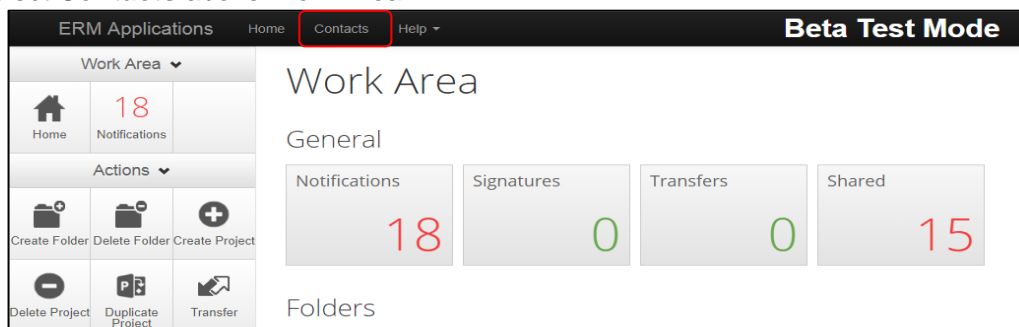 ERM Applications Home Contacts Help
Beta Test Mode
Work Area
Home
18
Notifications
Actions
Create Folder
Delete Folder
Create Project
Delete Project
Duplicate
Project
Transfer
Work Area
General
Notifications
18
Signatures
0
Transfers
0
Shared
15
Folders